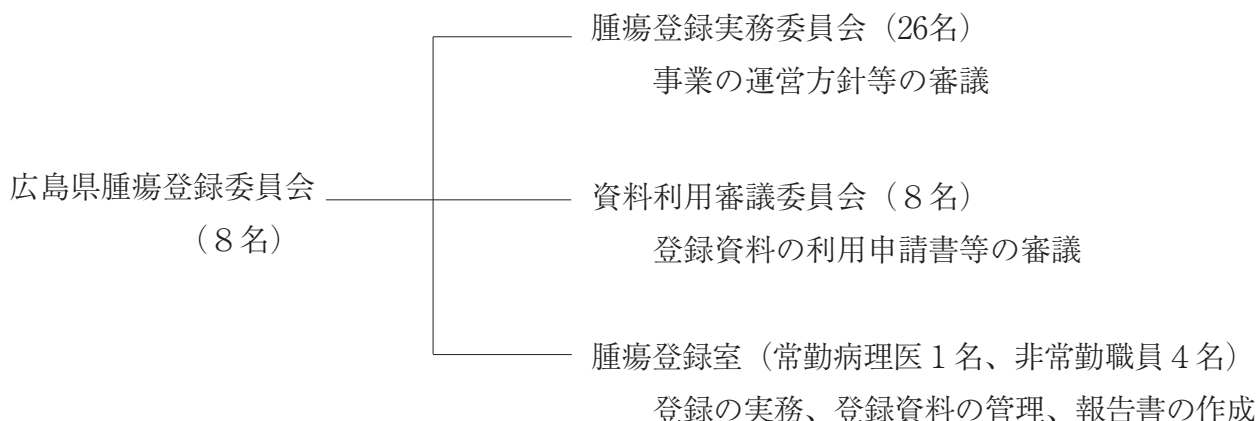 腫瘍登録実務委員会（26名）
事業の運営方針等の審議
広島県腫瘍登録委員会
（８名）
資料利用審議委員会（８名）
登録資料の利用申請書等の審議
腫瘍登録室（常勤病理医１名、非常勤職員４名）
登録の実務、登録資料の管理、報告書の作成